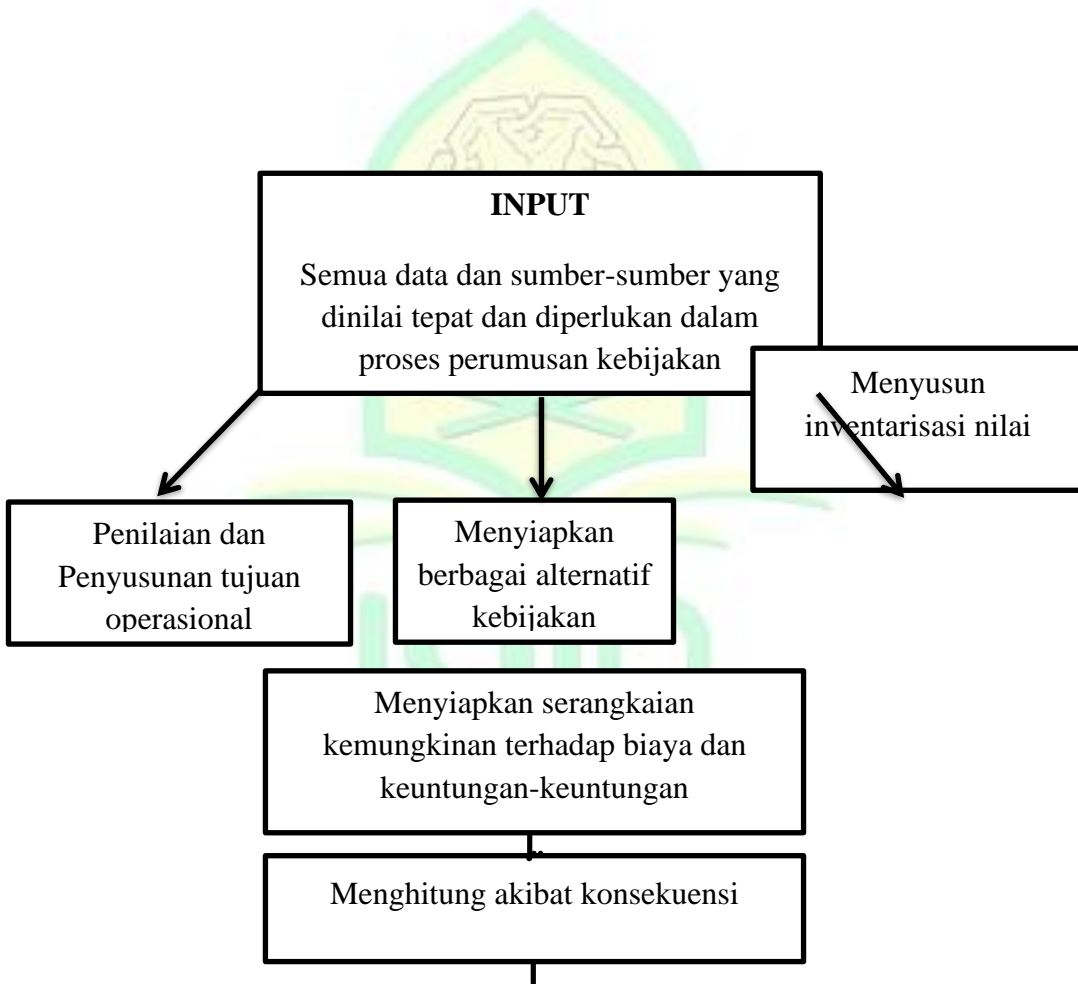 INPUT
Semua data dan sumber-sumber yang
dinilai tepat dan diperlukan dalam
proses perumusan kebijakan
Menyusun
inventarisasi nilai
Penilaian dan
Penyusunan tujuan
operasional
Menyiapkan
berbagai alternatif
kebijakan
Menyiapkan serangkaian
kemungkinan terhadap biaya dan
keuntungan-keuntungan
Menghitung akibat konsekuensi